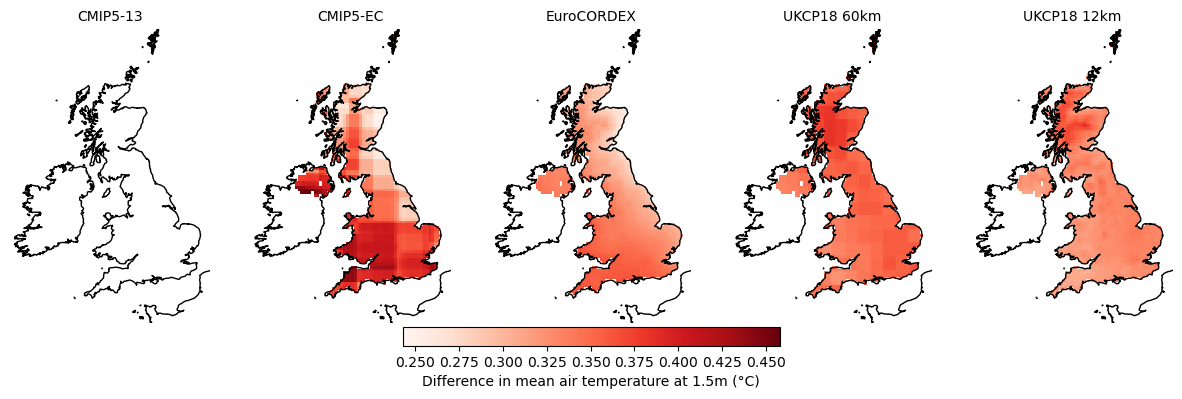 CMIP5-13
CMIP5-EC
EuroCORDEX
UKCP18 60km
UKCP18 12km
0.250 0.275 0.300 0.325 0.350 0.375 0.400 0.425 0.450
Difference in mean air temperature at 1.5m (°C)